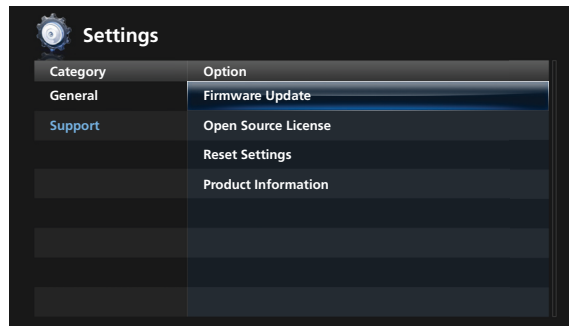 Settings
Category Option
General Firmware Update
Support Open Source License
Reset Settings
Product Information